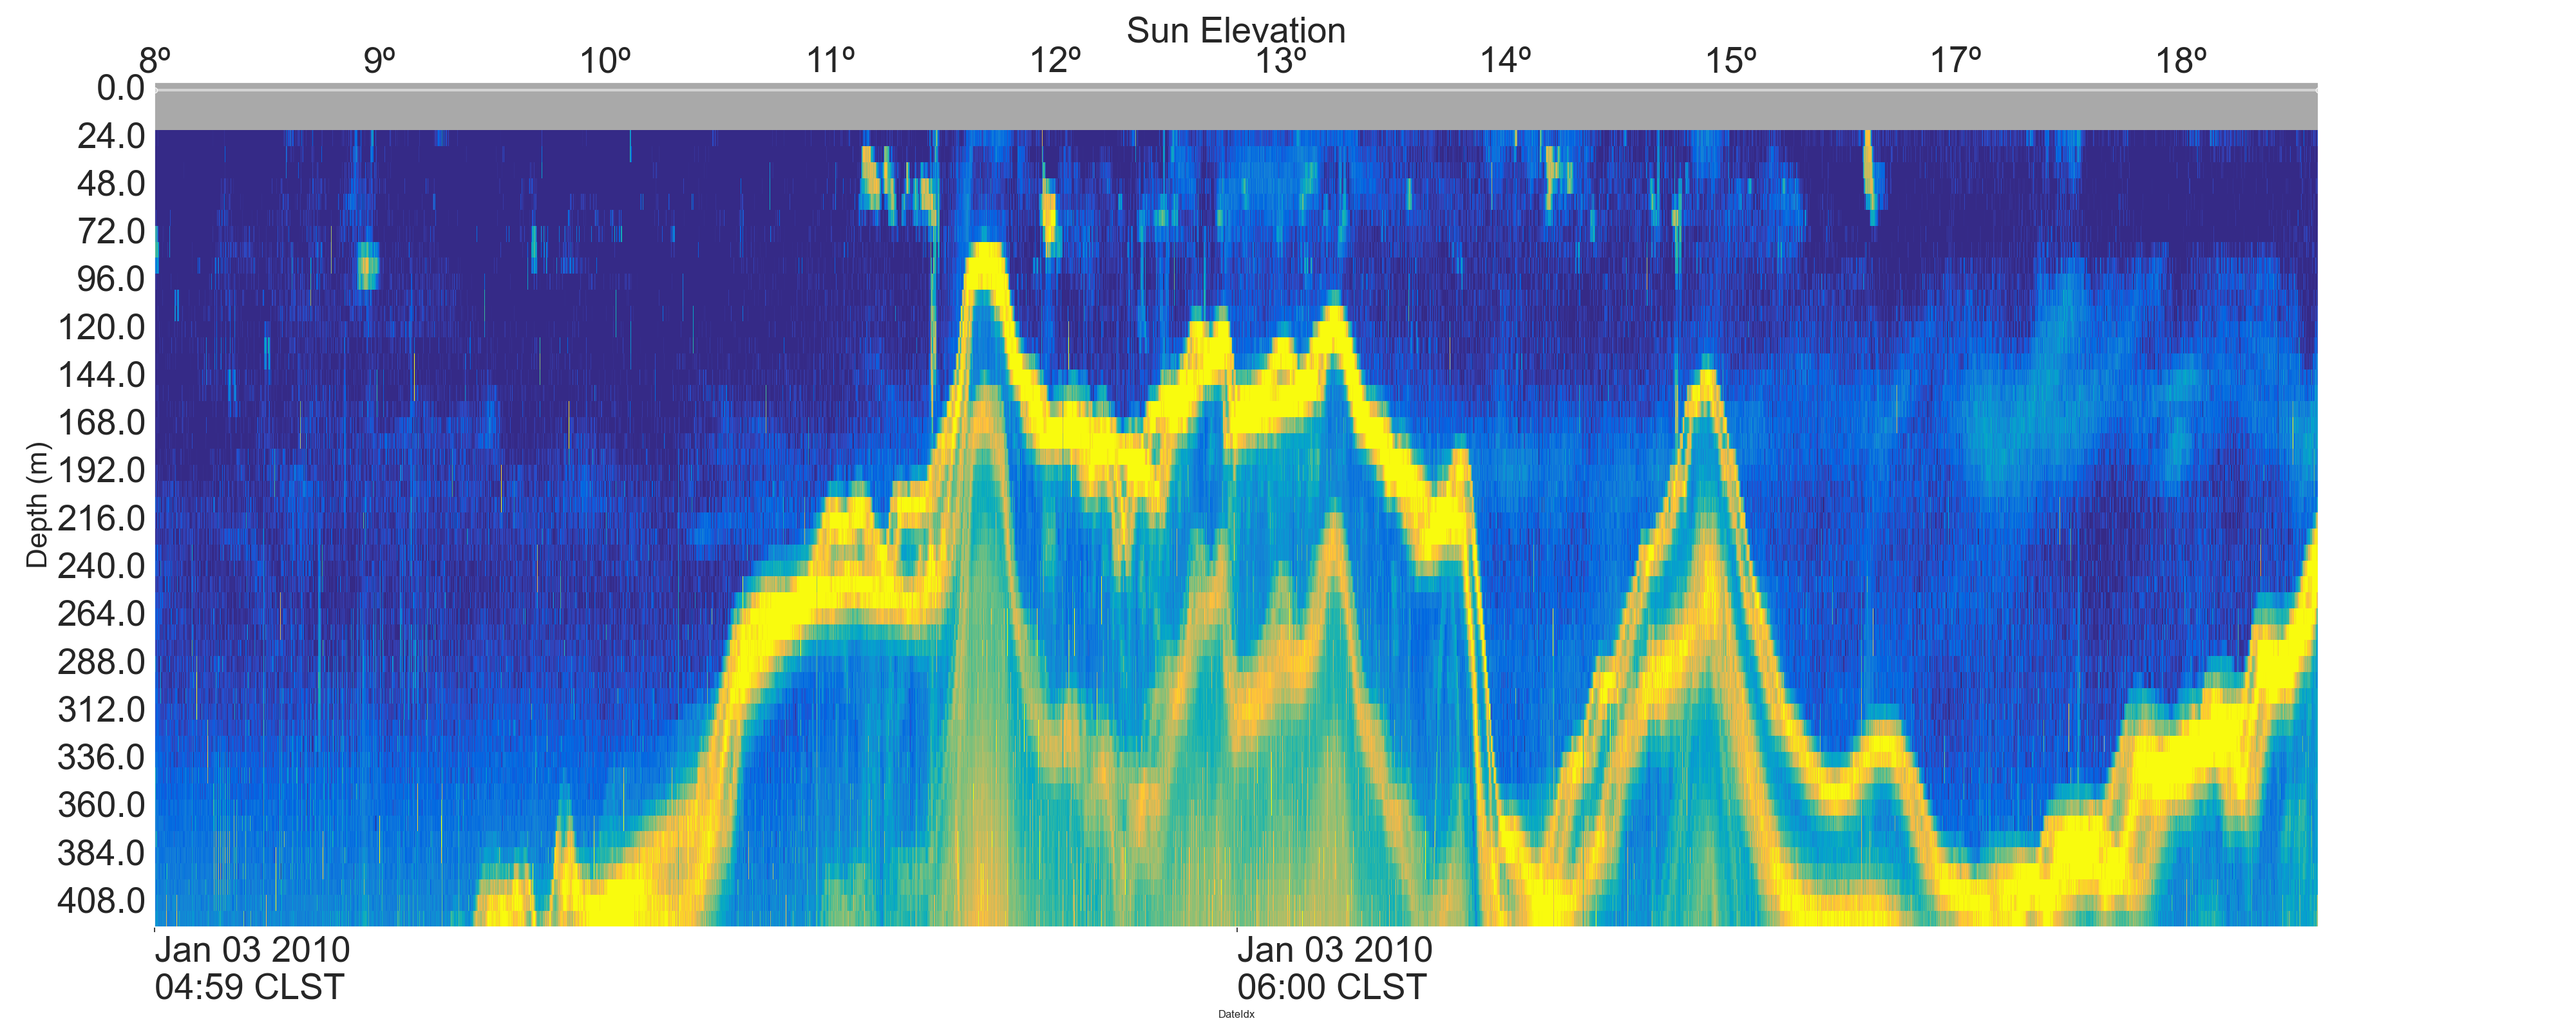 Sun Elevation
8º 9º 10º 11º 12º 13º 14º 15º 16º 17º 18º
0.0
24.0
48.0
72.0
96.0
120.0
144.0
168.0
192.0
216.0
240.0
264.0
288.0
312.0
336.0
360.0
384.0
408.0
Depth (m)
Jan 03 2010
04:59 CLST
Jan 03 2010
06:00 CLST
DateIdx